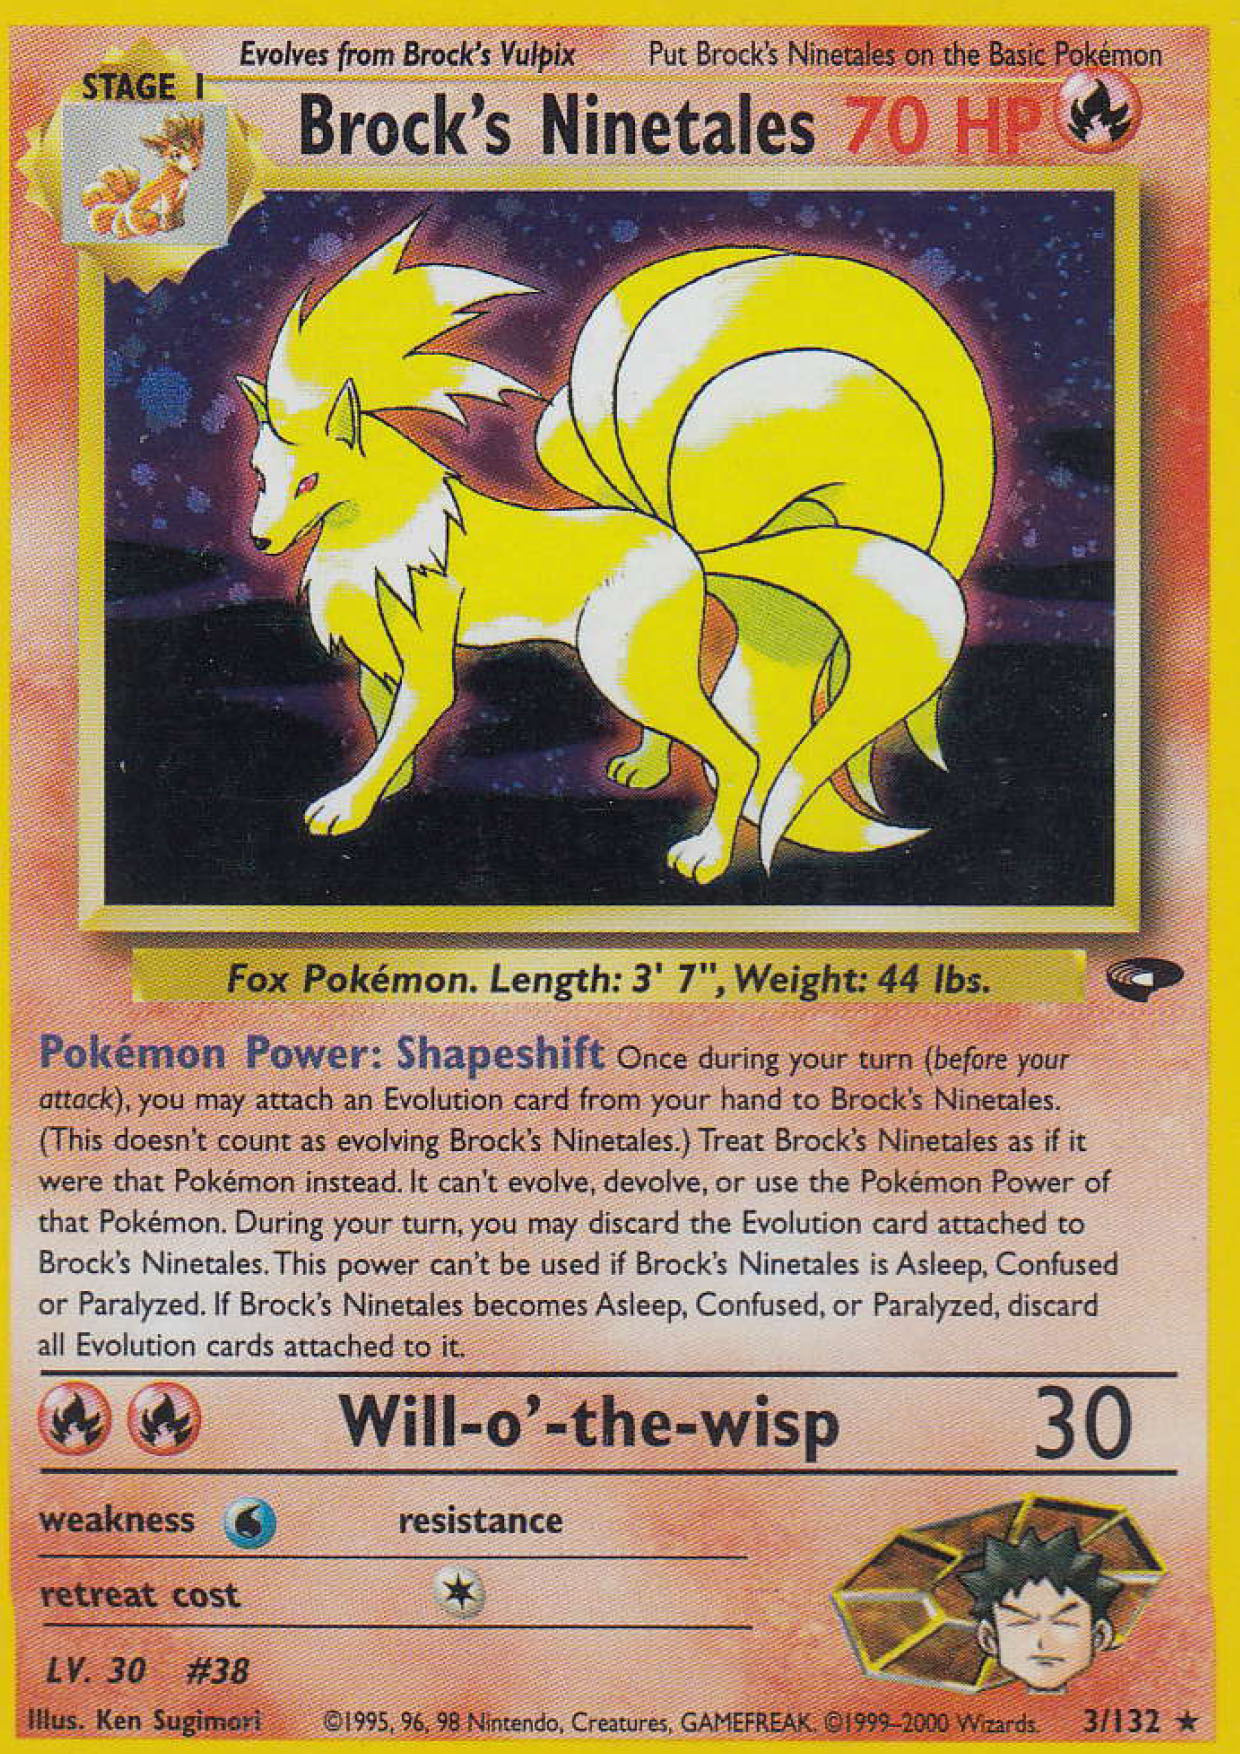 Evolves from Brock's Vulpix Put Brock's Ninetales on the Basic Pokémon
STAGE 1
Brock's Ninetales 70 HP
Fox Pokémon. Length: 3' 7", Weight: 44 lbs.
Pokémon Power: Shapeshift Once during your turn (before your
attack), you may attach an Evolution card from your hand to Brock's Ninetales.
(This doesn't count as evolving Brock's Ninetales.) Treat Brock's Ninetales as if it
were that Pokémon instead. It can't evolve, devolve, or use the Pokémon Power of
that Pokémon. During your turn, you may discard the Evolution card attached to
Brock's Ninetales. This power can't be used if Brock's Ninetales is Asleep, Confused
or Paralyzed. If Brock's Ninetales becomes Asleep, Confused, or Paralyzed, discard
all Evolution cards attached to it.
Will-o'-the-wisp 30
weakness resistance
retreat cost
LV. 30 #38
Illus. Ken Sugimori ©1995, 96, 98 Nintendo, Creatures, GAMEFREAK. ©1999–2000 Wizards. 3/132 ★